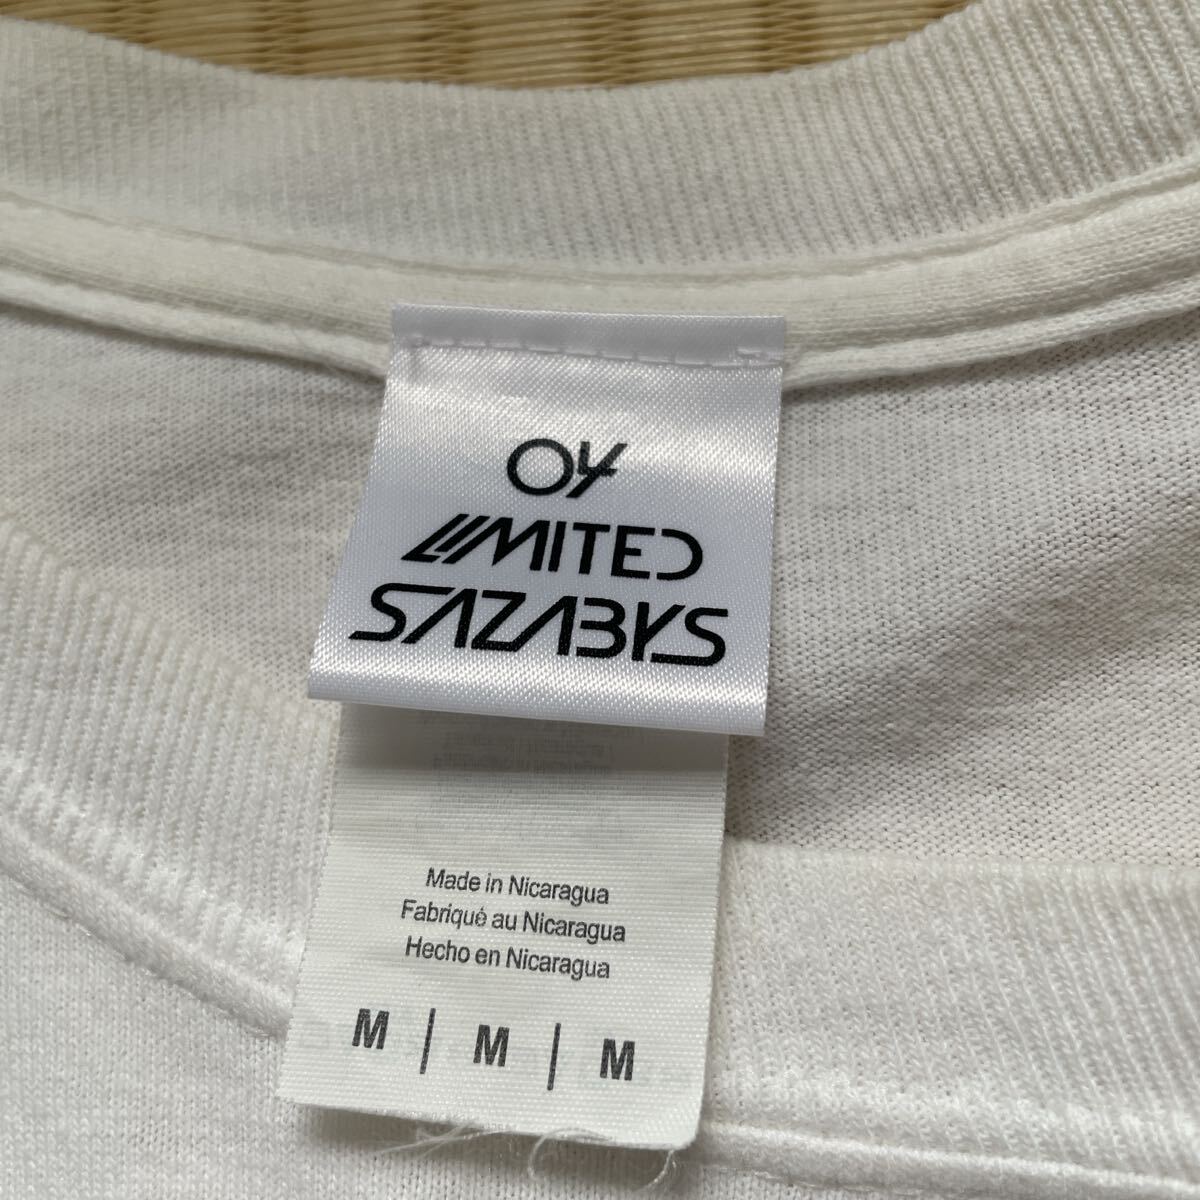 04
LIMITED
SAZABYS
Made in Nicaragua
Fabriqué au Nicaragua
Hecho en Nicaragua
M | M | M